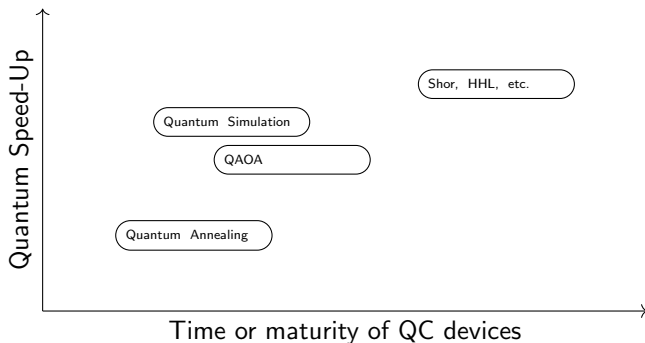 Quantum Speed-Up
Shor, HHL, etc.
Quantum Simulation
QAOA
Quantum Annealing
Time or maturity of QC devices